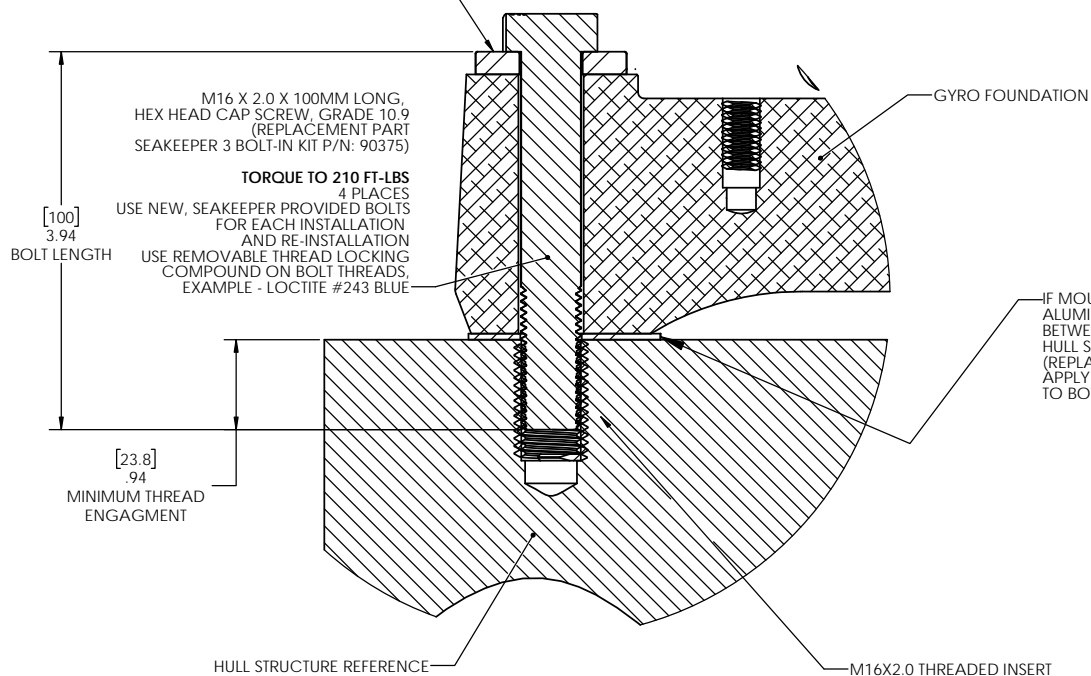 M16 X 2.0 X 100MM LONG,
HEX HEAD CAP SCREW, GRADE 10.9
(REPLACEMENT PART
SEAKEEPER 3 BOLT-IN KIT P/N: 90375)
TORQUE TO 210 FT-LBS
4 PLACES
USE NEW, SEAKEEPER PROVIDED BOLTS
FOR EACH INSTALLATION
AND RE-INSTALLATION
USE REMOVABLE THREAD LOCKING
COMPOUND ON BOLT THREADS,
EXAMPLE - LOCTITE #243 BLUE
GYRO FOUNDATION
[100]
3.94
BOLT LENGTH
IF MOU
ALUMI
BETWE
HULL S
(REPLA
APPLY
TO BO
[23.8]
.94
MINIMUM THREAD
ENGAGMENT
HULL STRUCTURE REFERENCE
M16X2.0 THREADED INSERT